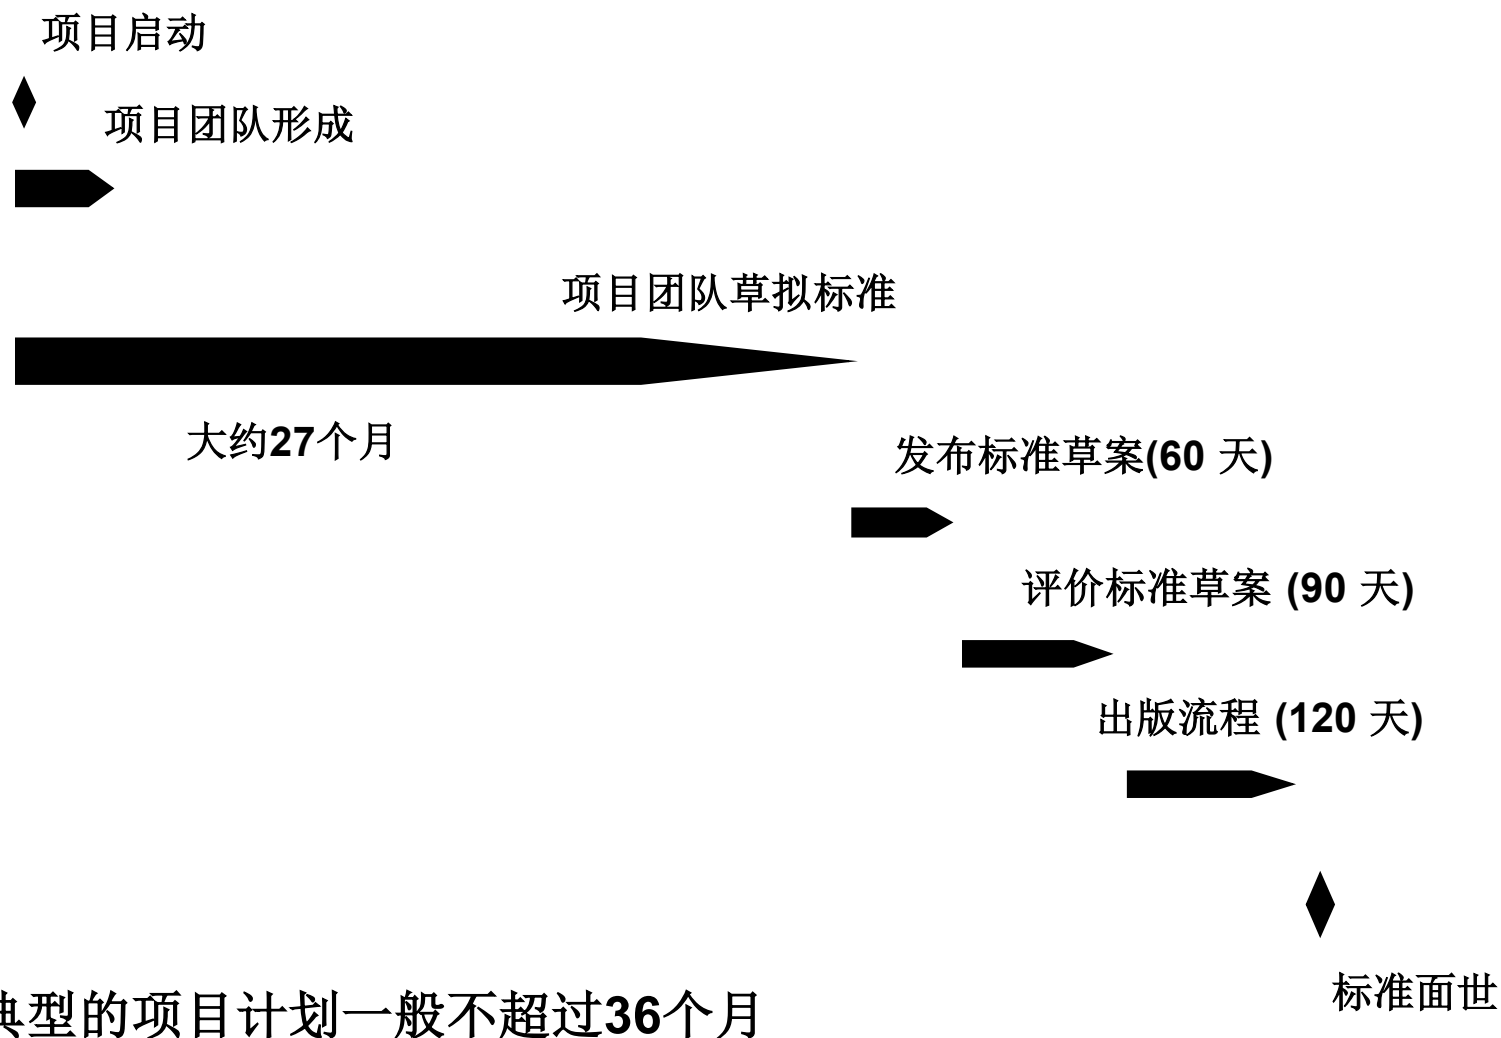 项目启动
项目团队形成
项目团队草拟标准
大约27个月
发布标准草案(60 天)
评价标准草案 (90 天)
出版流程 (120 天)
标准面世
典型的项目计划一般不超过36个月